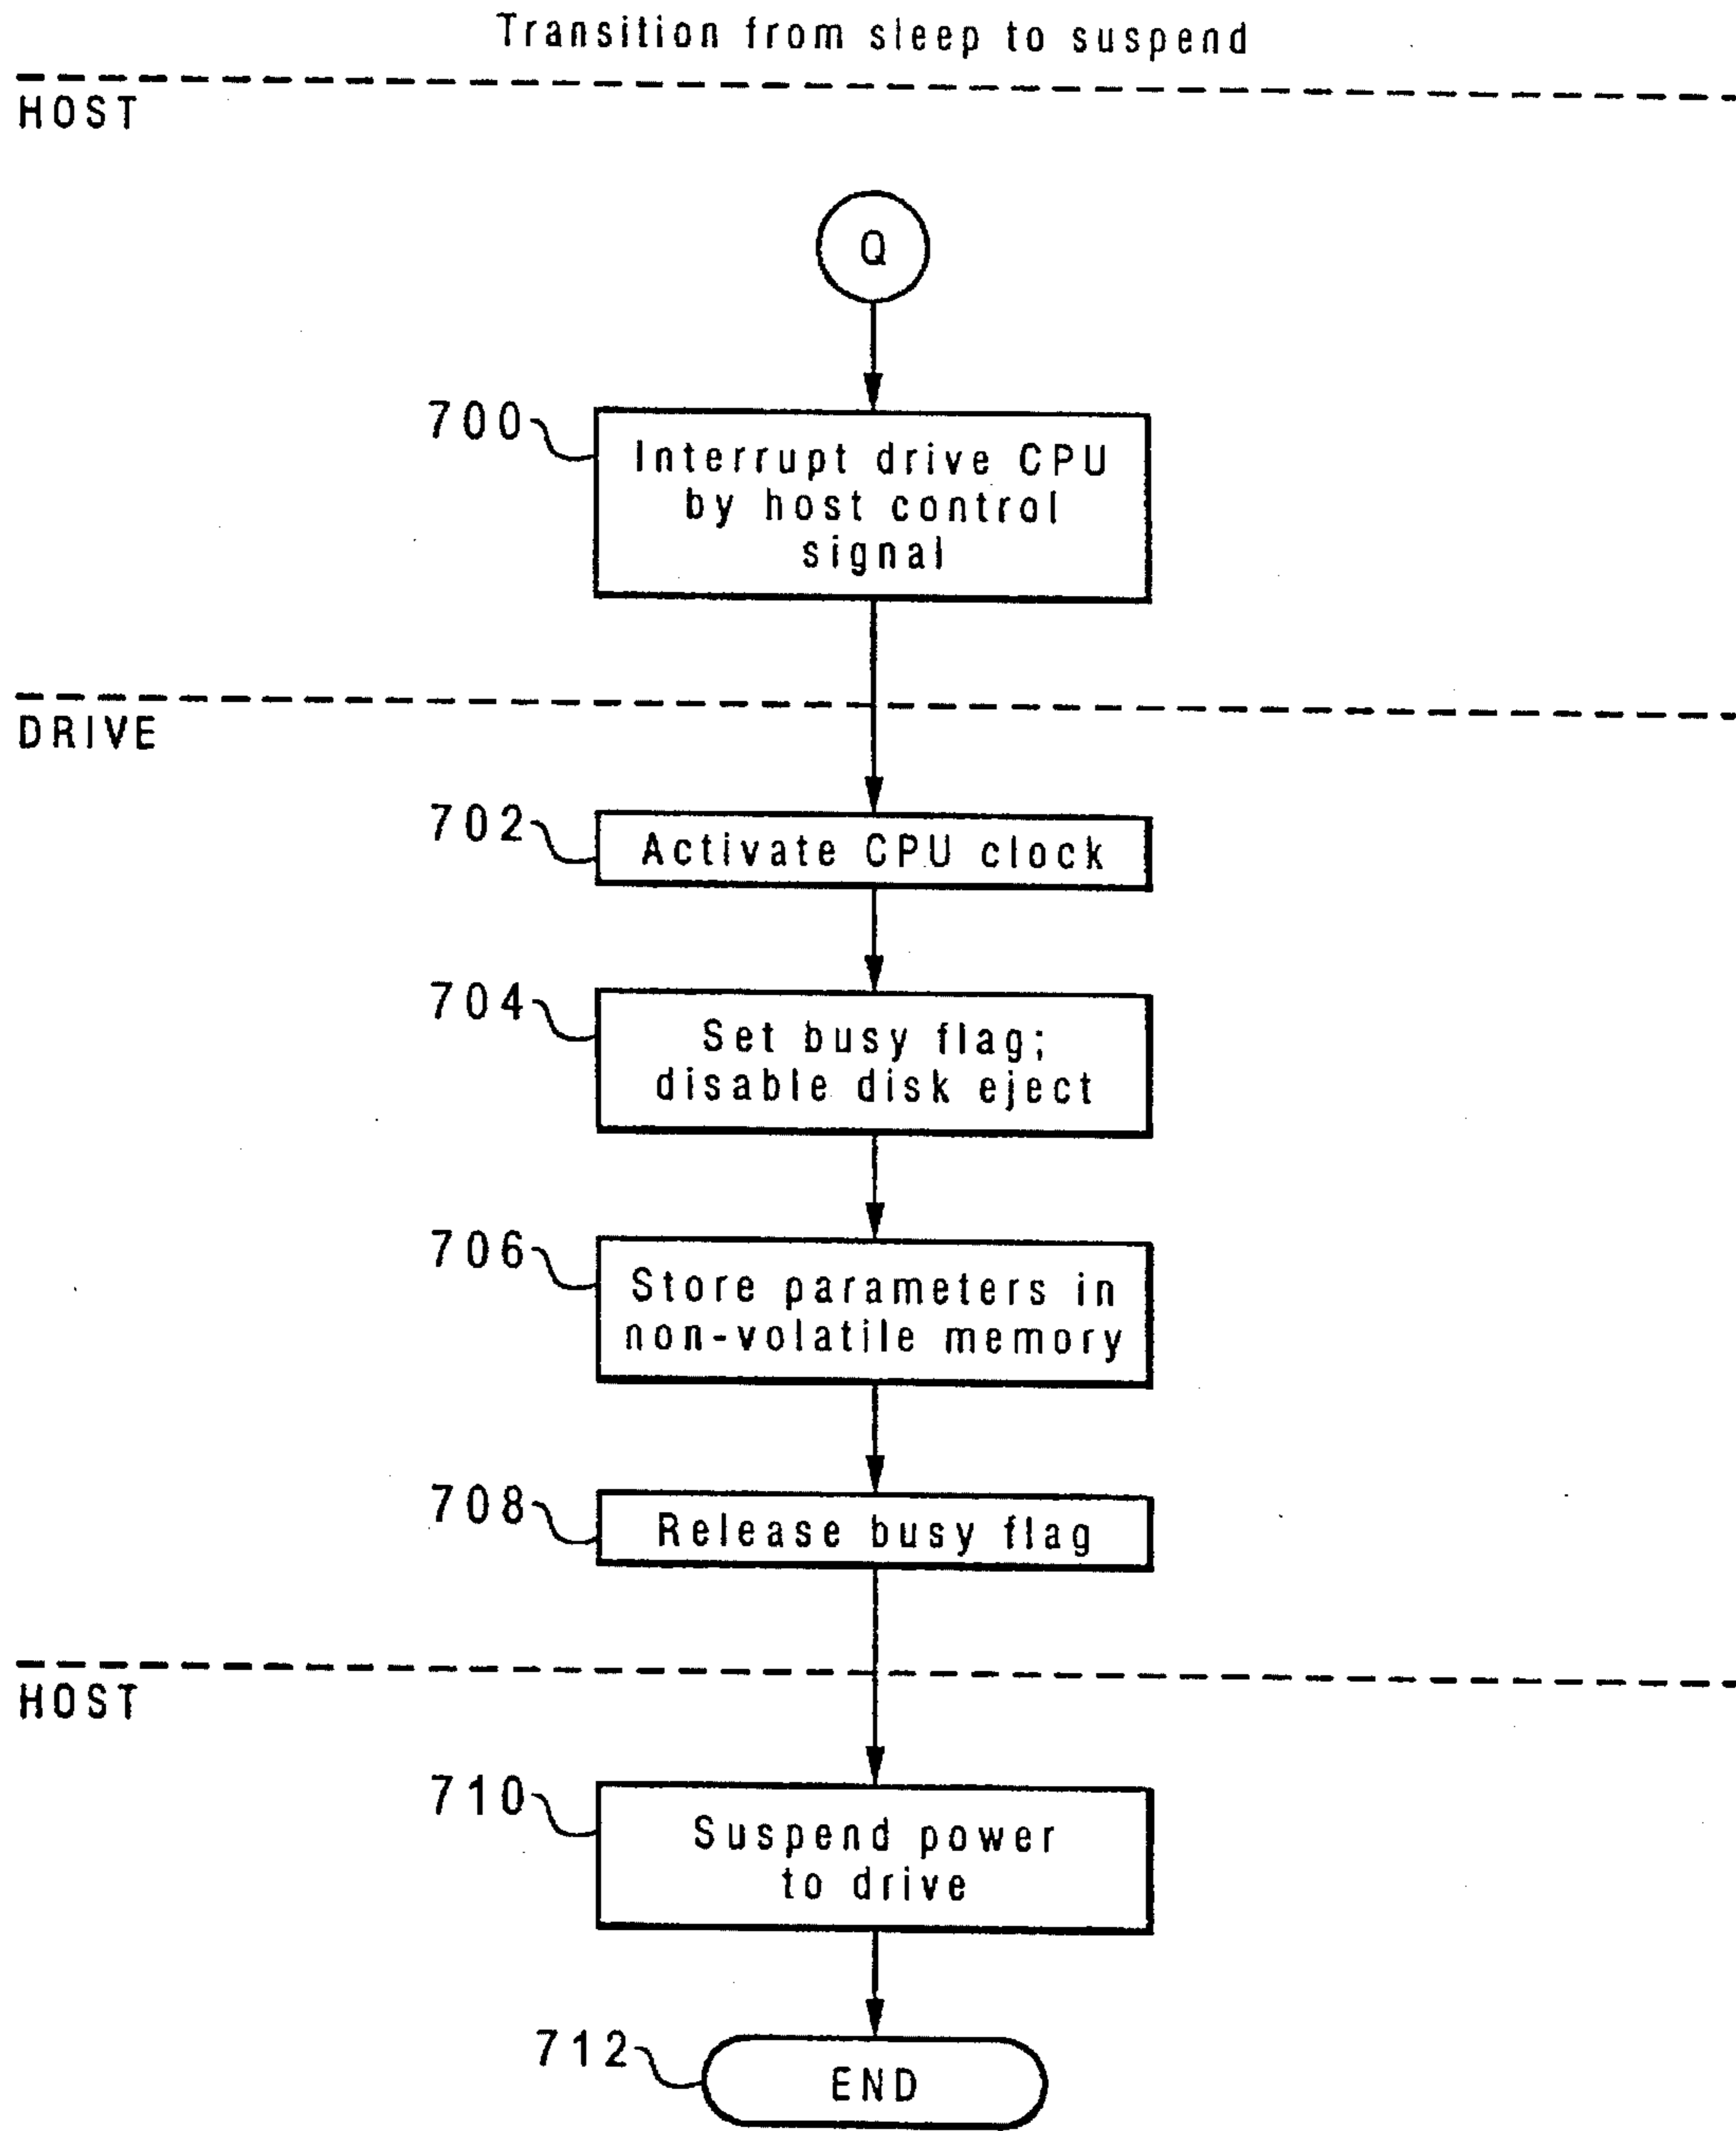 Transition from sleep to suspend
HOST
Q
700
Interrupt drive CPU
by host control
signal
DRIVE
702
Activate CPU clock
704
Set busy flag;
disable disk eject
706
Store parameters in
non-volatile memory
708
Release busy flag
HOST
710
Suspend power
to drive
712
END